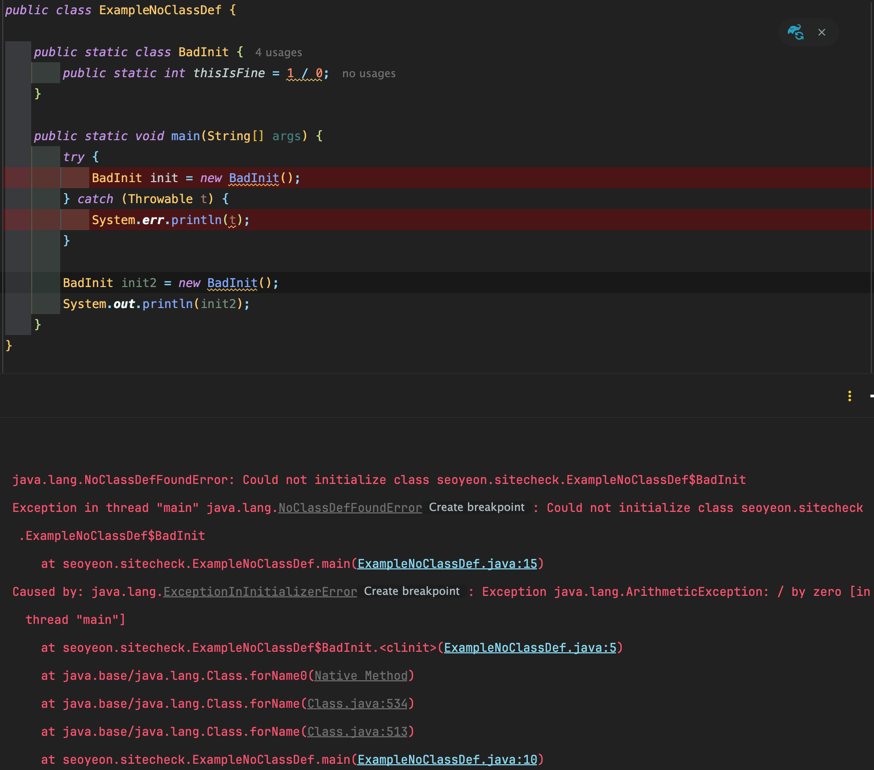 public class ExampleNoClassDef {
public static class BadInit { 4 usages
public static int thisIsFine = 1 / 0; no usages
}
public static void main(String[] args) {
try {
BadInit init = new BadInit();
} catch (Throwable t) {
System.err.println(t);
}
BadInit init2 = new BadInit();
System.out.println(init2);
}
}
java.lang.NoClassDefFoundError: Could not initialize class seoyeon.sitecheck.ExampleNoClassDef$BadInit
Exception in thread "main" java.lang.NoClassDefFoundError Create breakpoint : Could not initialize class seoyeon.sitecheck
.ExampleNoClassDef$BadInit
at seoyeon.sitecheck.ExampleNoClassDef.main(ExampleNoClassDef.java:15)
Caused by: java.lang.ExceptionInInitializerError Create breakpoint : Exception java.lang.ArithmeticException: / by zero [in
thread "main"]
at seoyeon.sitecheck.ExampleNoClassDef$BadInit.<clinit>(ExampleNoClassDef.java:5)
at java.base/java.lang.Class.forName0(Native Method)
at java.base/java.lang.Class.forName(Class.java:534)
at java.base/java.lang.Class.forName(Class.java:513)
at seoyeon.sitecheck.ExampleNoClassDef.main(ExampleNoClassDef.java:10)